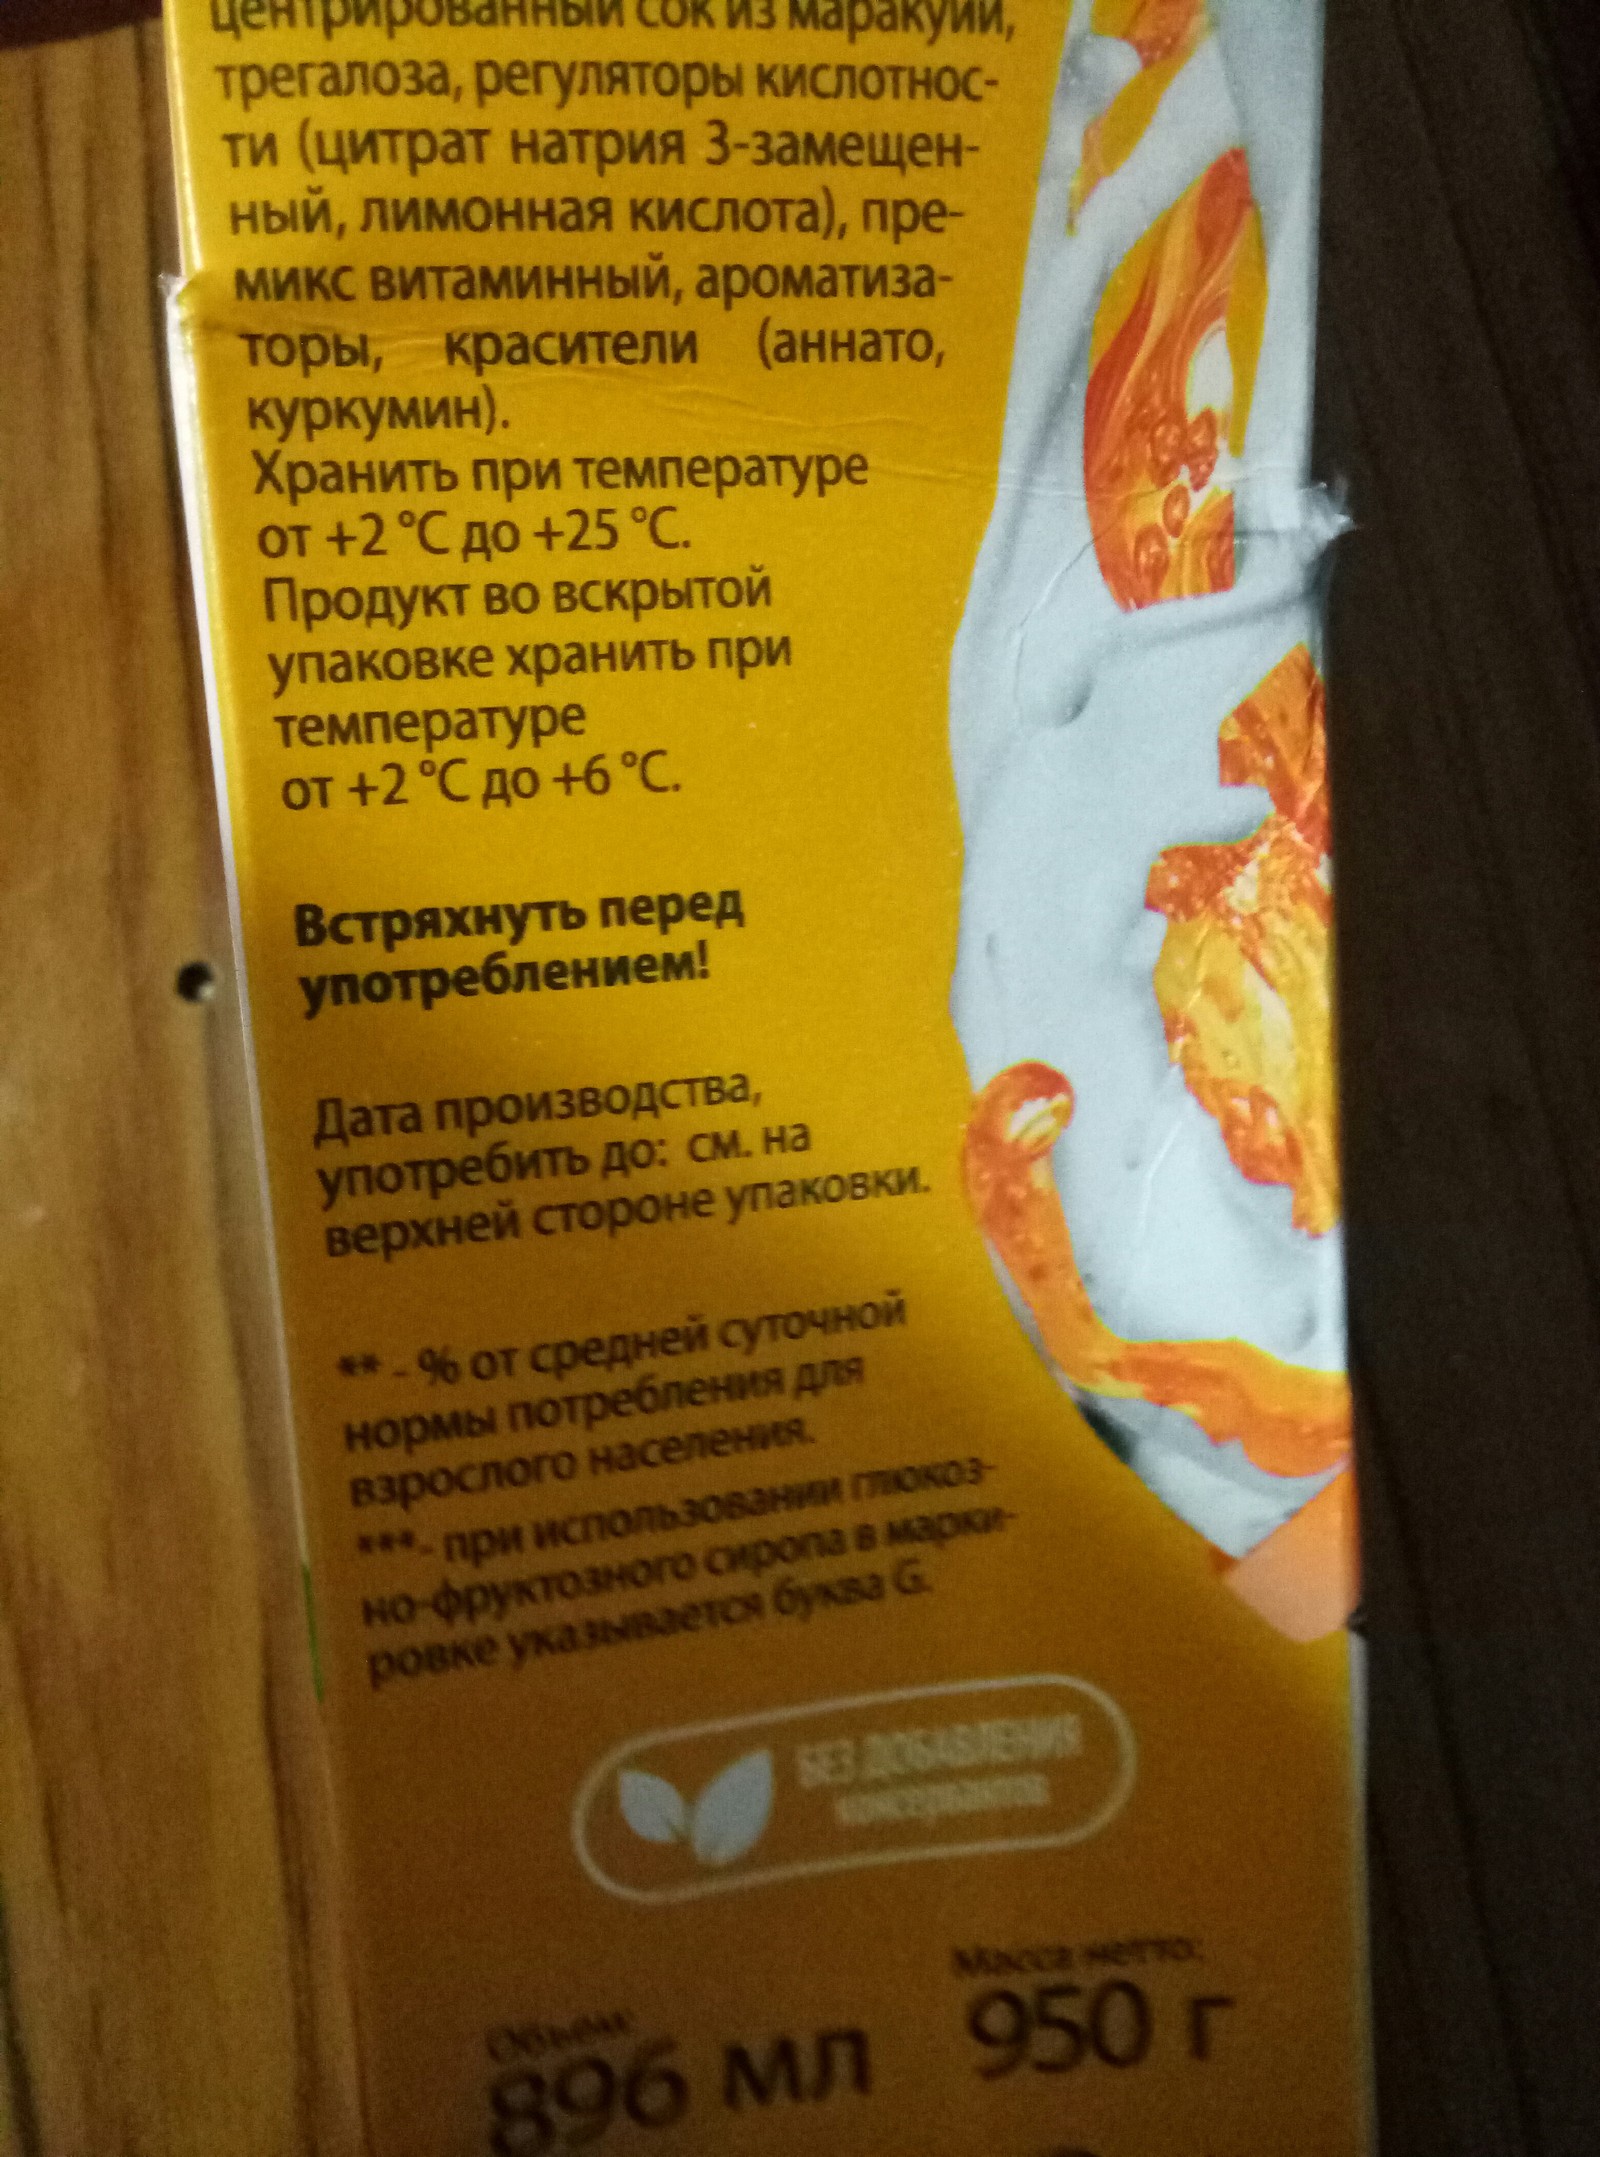 центрированный сок из маракуйи,
трегалоза, регуляторы кислотнос-
ти (цитрат натрия 3-замещен-
ный, лимонная кислота), пре-
микс витаминный, ароматиза-
торы, красители (аннато,
куркумин).
Хранить при температуре
от +2 °С до +25 °С.
Продукт во вскрытой
упаковке хранить при
температуре
от +2 °С до +6 °С.
Встряхнуть перед
употреблением!
Дата производства,
употребить до: см. на
верхней стороне упаковки.
** - % от средней суточной
нормы потребления для
взрослого населения.
***- при использовании глюкоз-
но-фруктозного сиропа в марки-
ровке указывается буква G.
БЕЗ ДОБАВЛЕНИЯ
консервантов
Масса нетто:
950 г
Объем:
896 мл